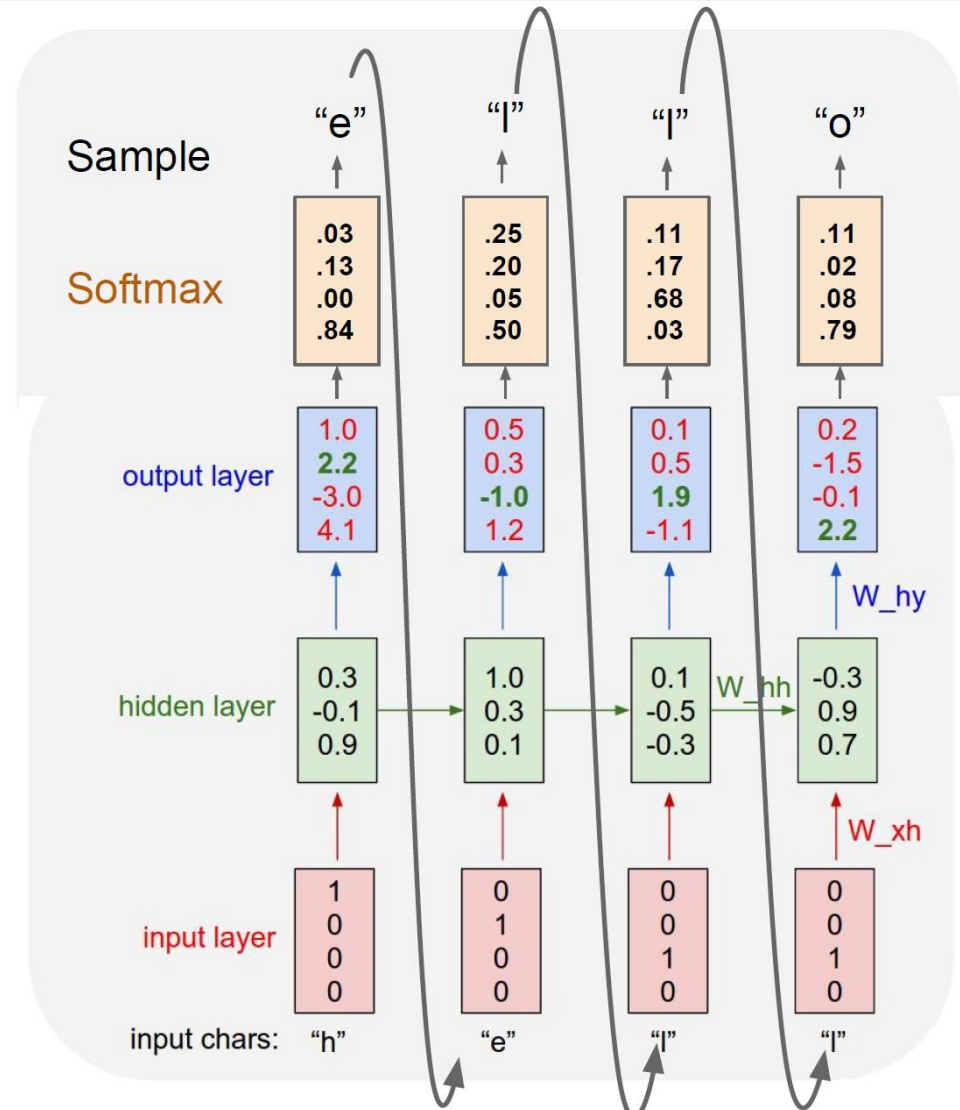 “e” “l” “l” “o”
Sample
.03 .25 .11 .11
.13 .20 .17 .02
.00 .05 .68 .08
.84 .50 .03 .79
Softmax
1.0 0.5 0.1 0.2
2.2 0.3 0.5 -1.5
-3.0 -1.0 1.9 -0.1
4.1 1.2 -1.1 2.2
output layer
W_hy
0.3 1.0 0.1 -0.3
-0.1 0.3 -0.5 0.9
0.9 0.1 -0.3 0.7
hidden layer
W_hh
W_xh
1 0 0 0
0 1 0 0
0 0 1 1
0 0 0 0
input layer
input chars: “h” “e” “l” “l”